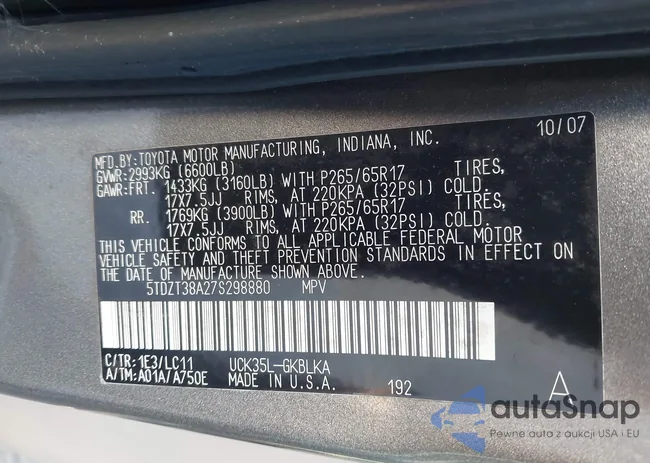 MFD.BY:TOYOTA MOTOR MANUFACTURING, INDIANA, INC. 10/07
GVWR:2993KG (6600LB)
GAWR:FRT. 1433KG (3160LB) WITH P265/65R17 TIRES,
17X7.5JJ RIMS, AT 220KPA (32PSI) COLD.
RR. 1769KG (3900LB) WITH P265/65R17 TIRES,
17X7.5JJ RIMS, AT 220KPA (32PSI) COLD.
THIS VEHICLE CONFORMS TO ALL APPLICABLE FEDERAL MOTOR
VEHICLE SAFETY AND THEFT PREVENTION STANDARDS IN EFFECT ON
THE DATE OF MANUFACTURE SHOWN ABOVE.
5TDZT38A27S298880 MPV
C/TR: 1E3/LC11 UCK35L-GKBLKA
A/TM: A01A/A750E MADE IN U.S.A. 192 A
autaSnap
Pewne auta z aukcji USA i EU